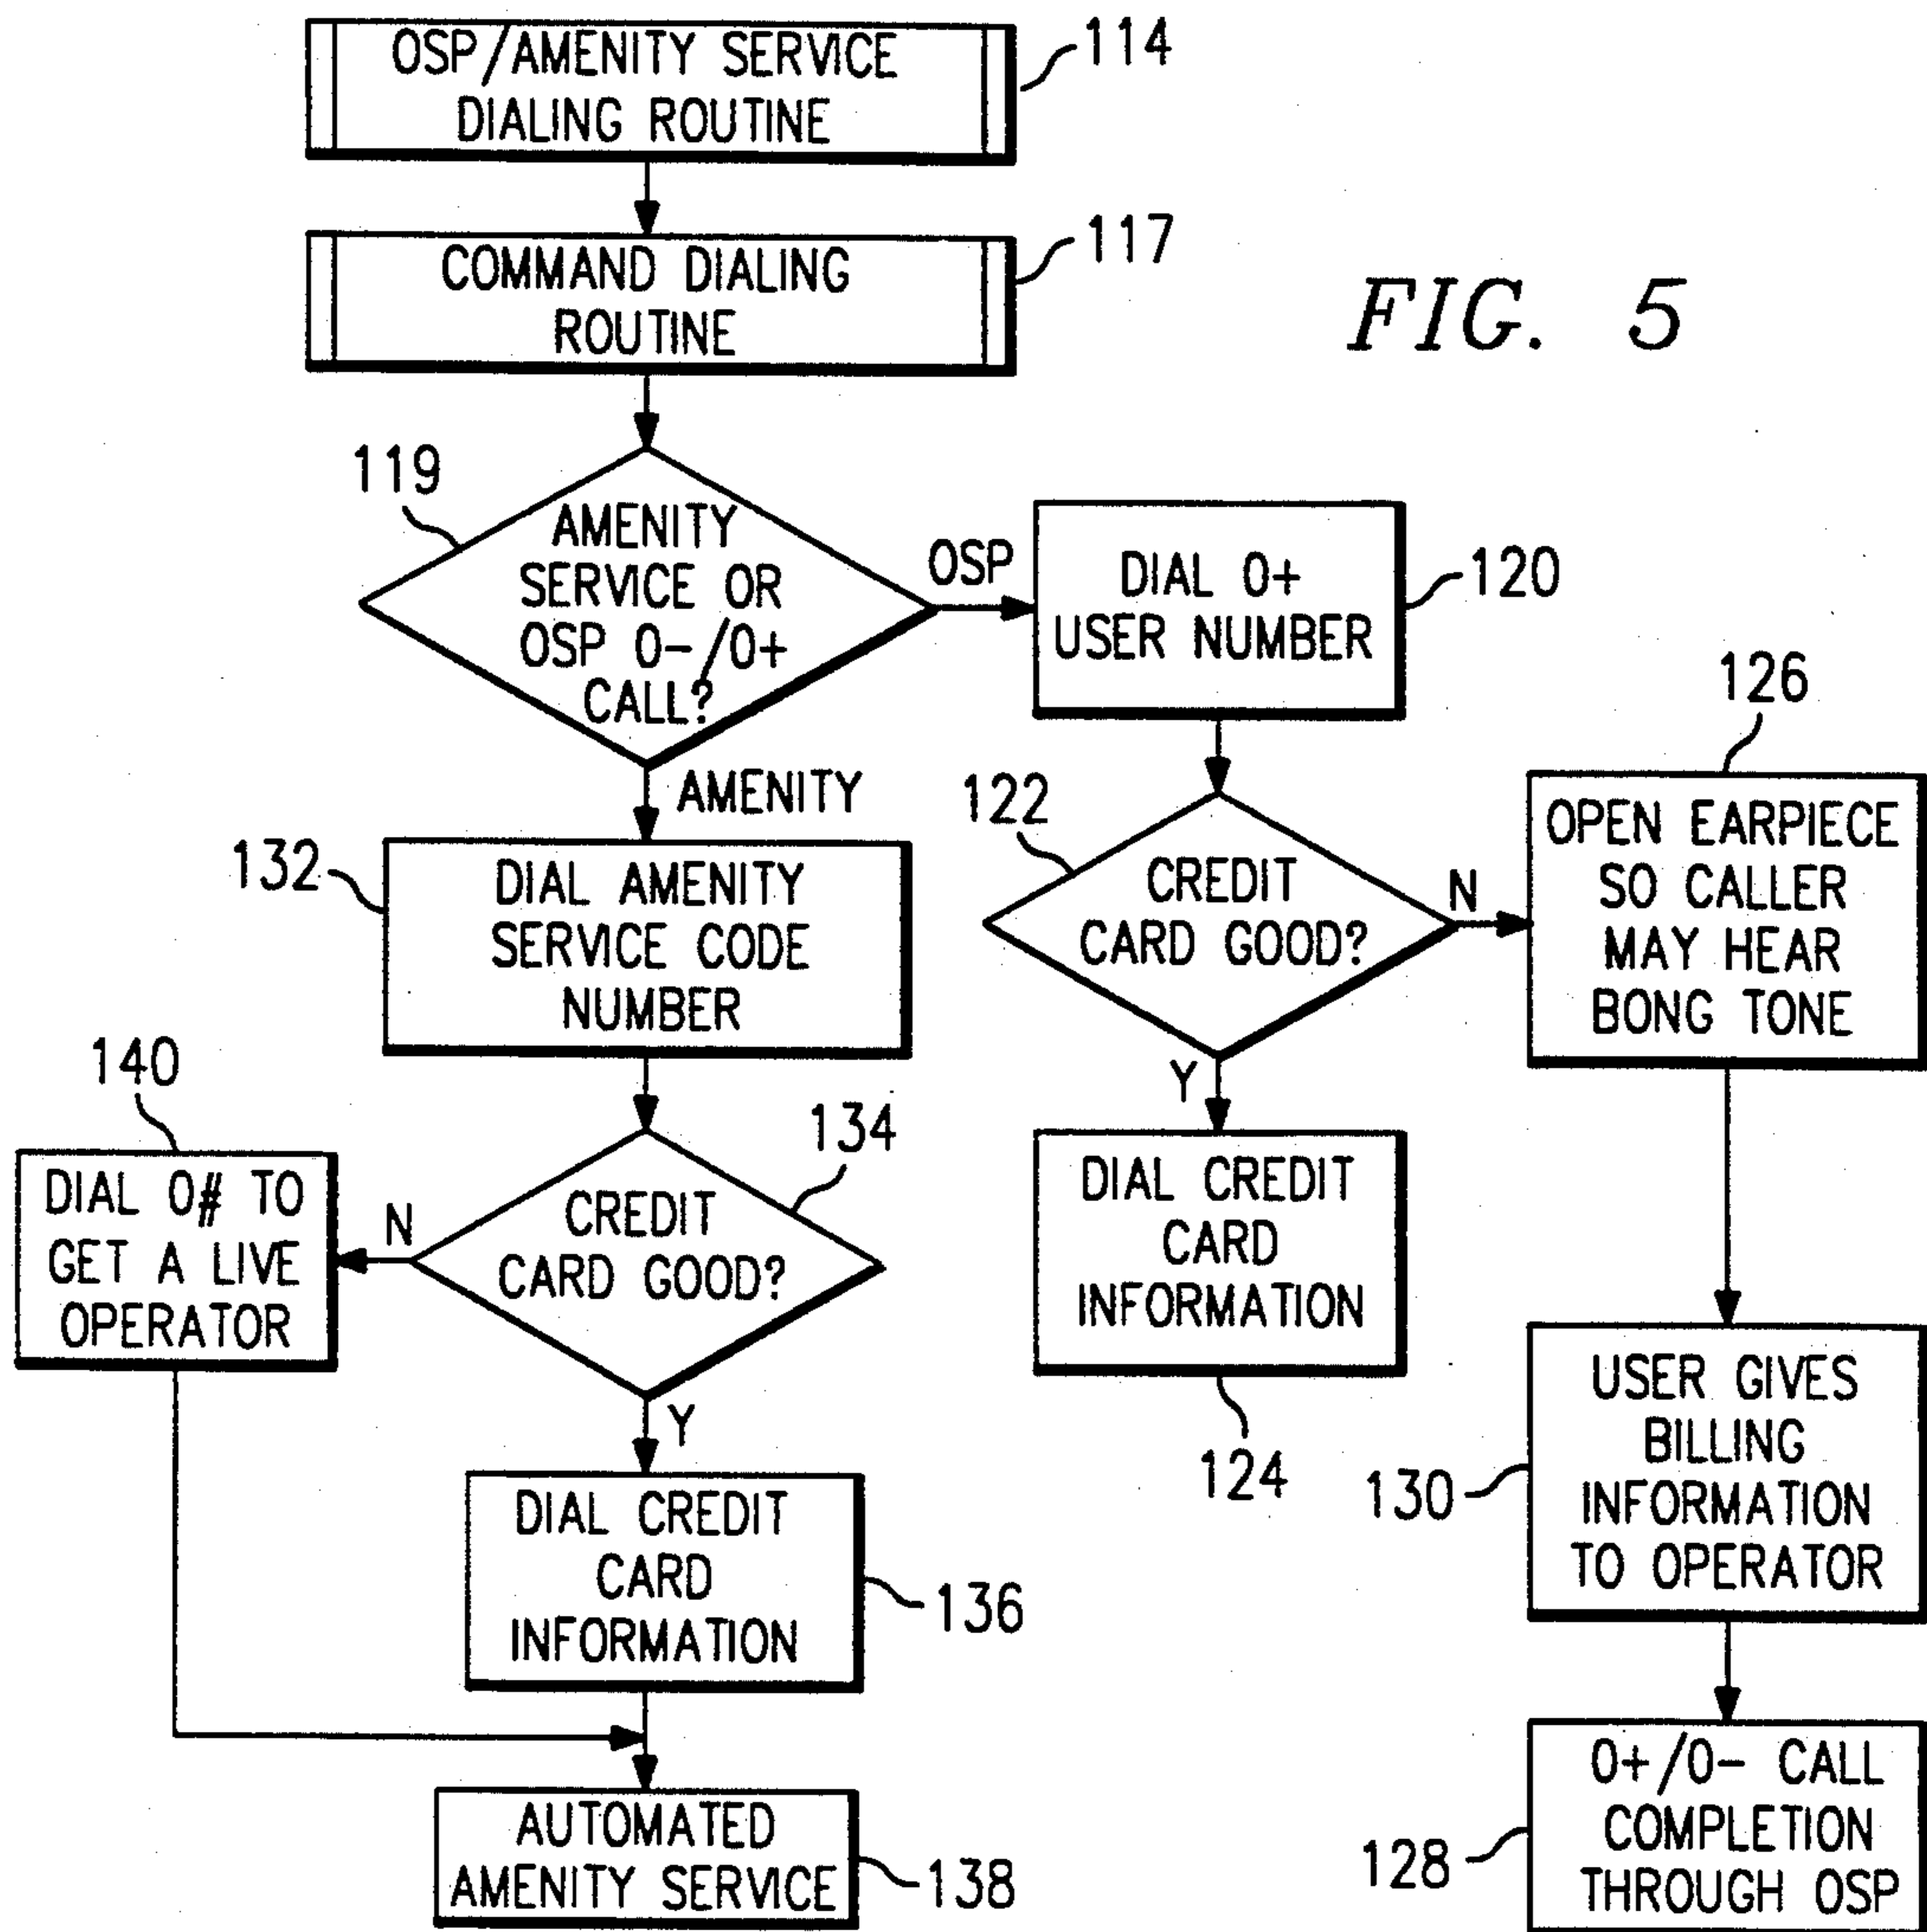 OSP/AMENITY SERVICE
DIALING ROUTINE
114
COMMAND DIALING
ROUTINE
117
FIG. 5
119
AMENITY
SERVICE OR
OSP 0-/0+
CALL?
OSP
DIAL 0+
USER NUMBER
120
AMENITY
132
DIAL AMENITY
SERVICE CODE
NUMBER
122
CREDIT
CARD GOOD?
N
Y
126
OPEN EARPIECE
SO CALLER
MAY HEAR
BONG TONE
140
DIAL 0# TO
GET A LIVE
OPERATOR
N
134
CREDIT
CARD GOOD?
Y
DIAL CREDIT
CARD
INFORMATION
124
USER GIVES
BILLING
INFORMATION
TO OPERATOR
130
DIAL CREDIT
CARD
INFORMATION
136
AUTOMATED
AMENITY SERVICE
138
0+/0- CALL
COMPLETION
THROUGH OSP
128